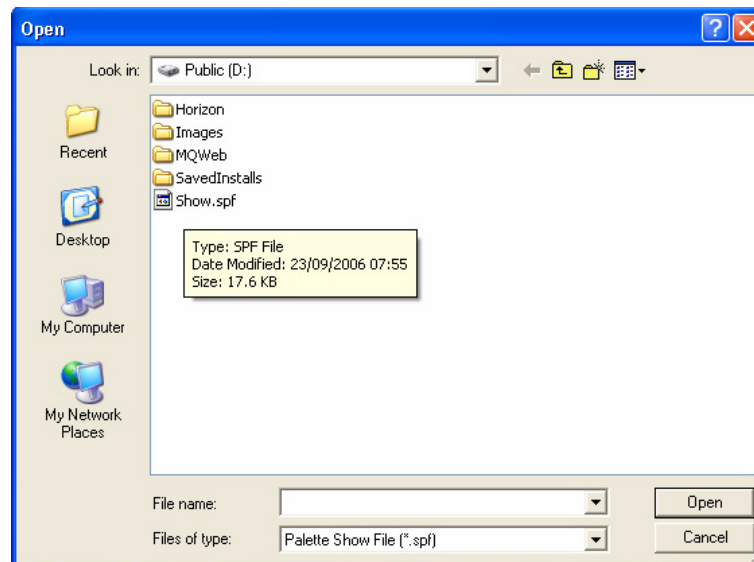 Open
Look in: Public (D:)
Recent
Desktop
My Computer
My Network
Places
Horizon
Images
MQWeb
SavedInstalls
Show.spf
Type: SPF File
Date Modified: 23/09/2006 07:55
Size: 17.6 KB
File name: Open
Files of type: Palette Show File (*.spf) Cancel